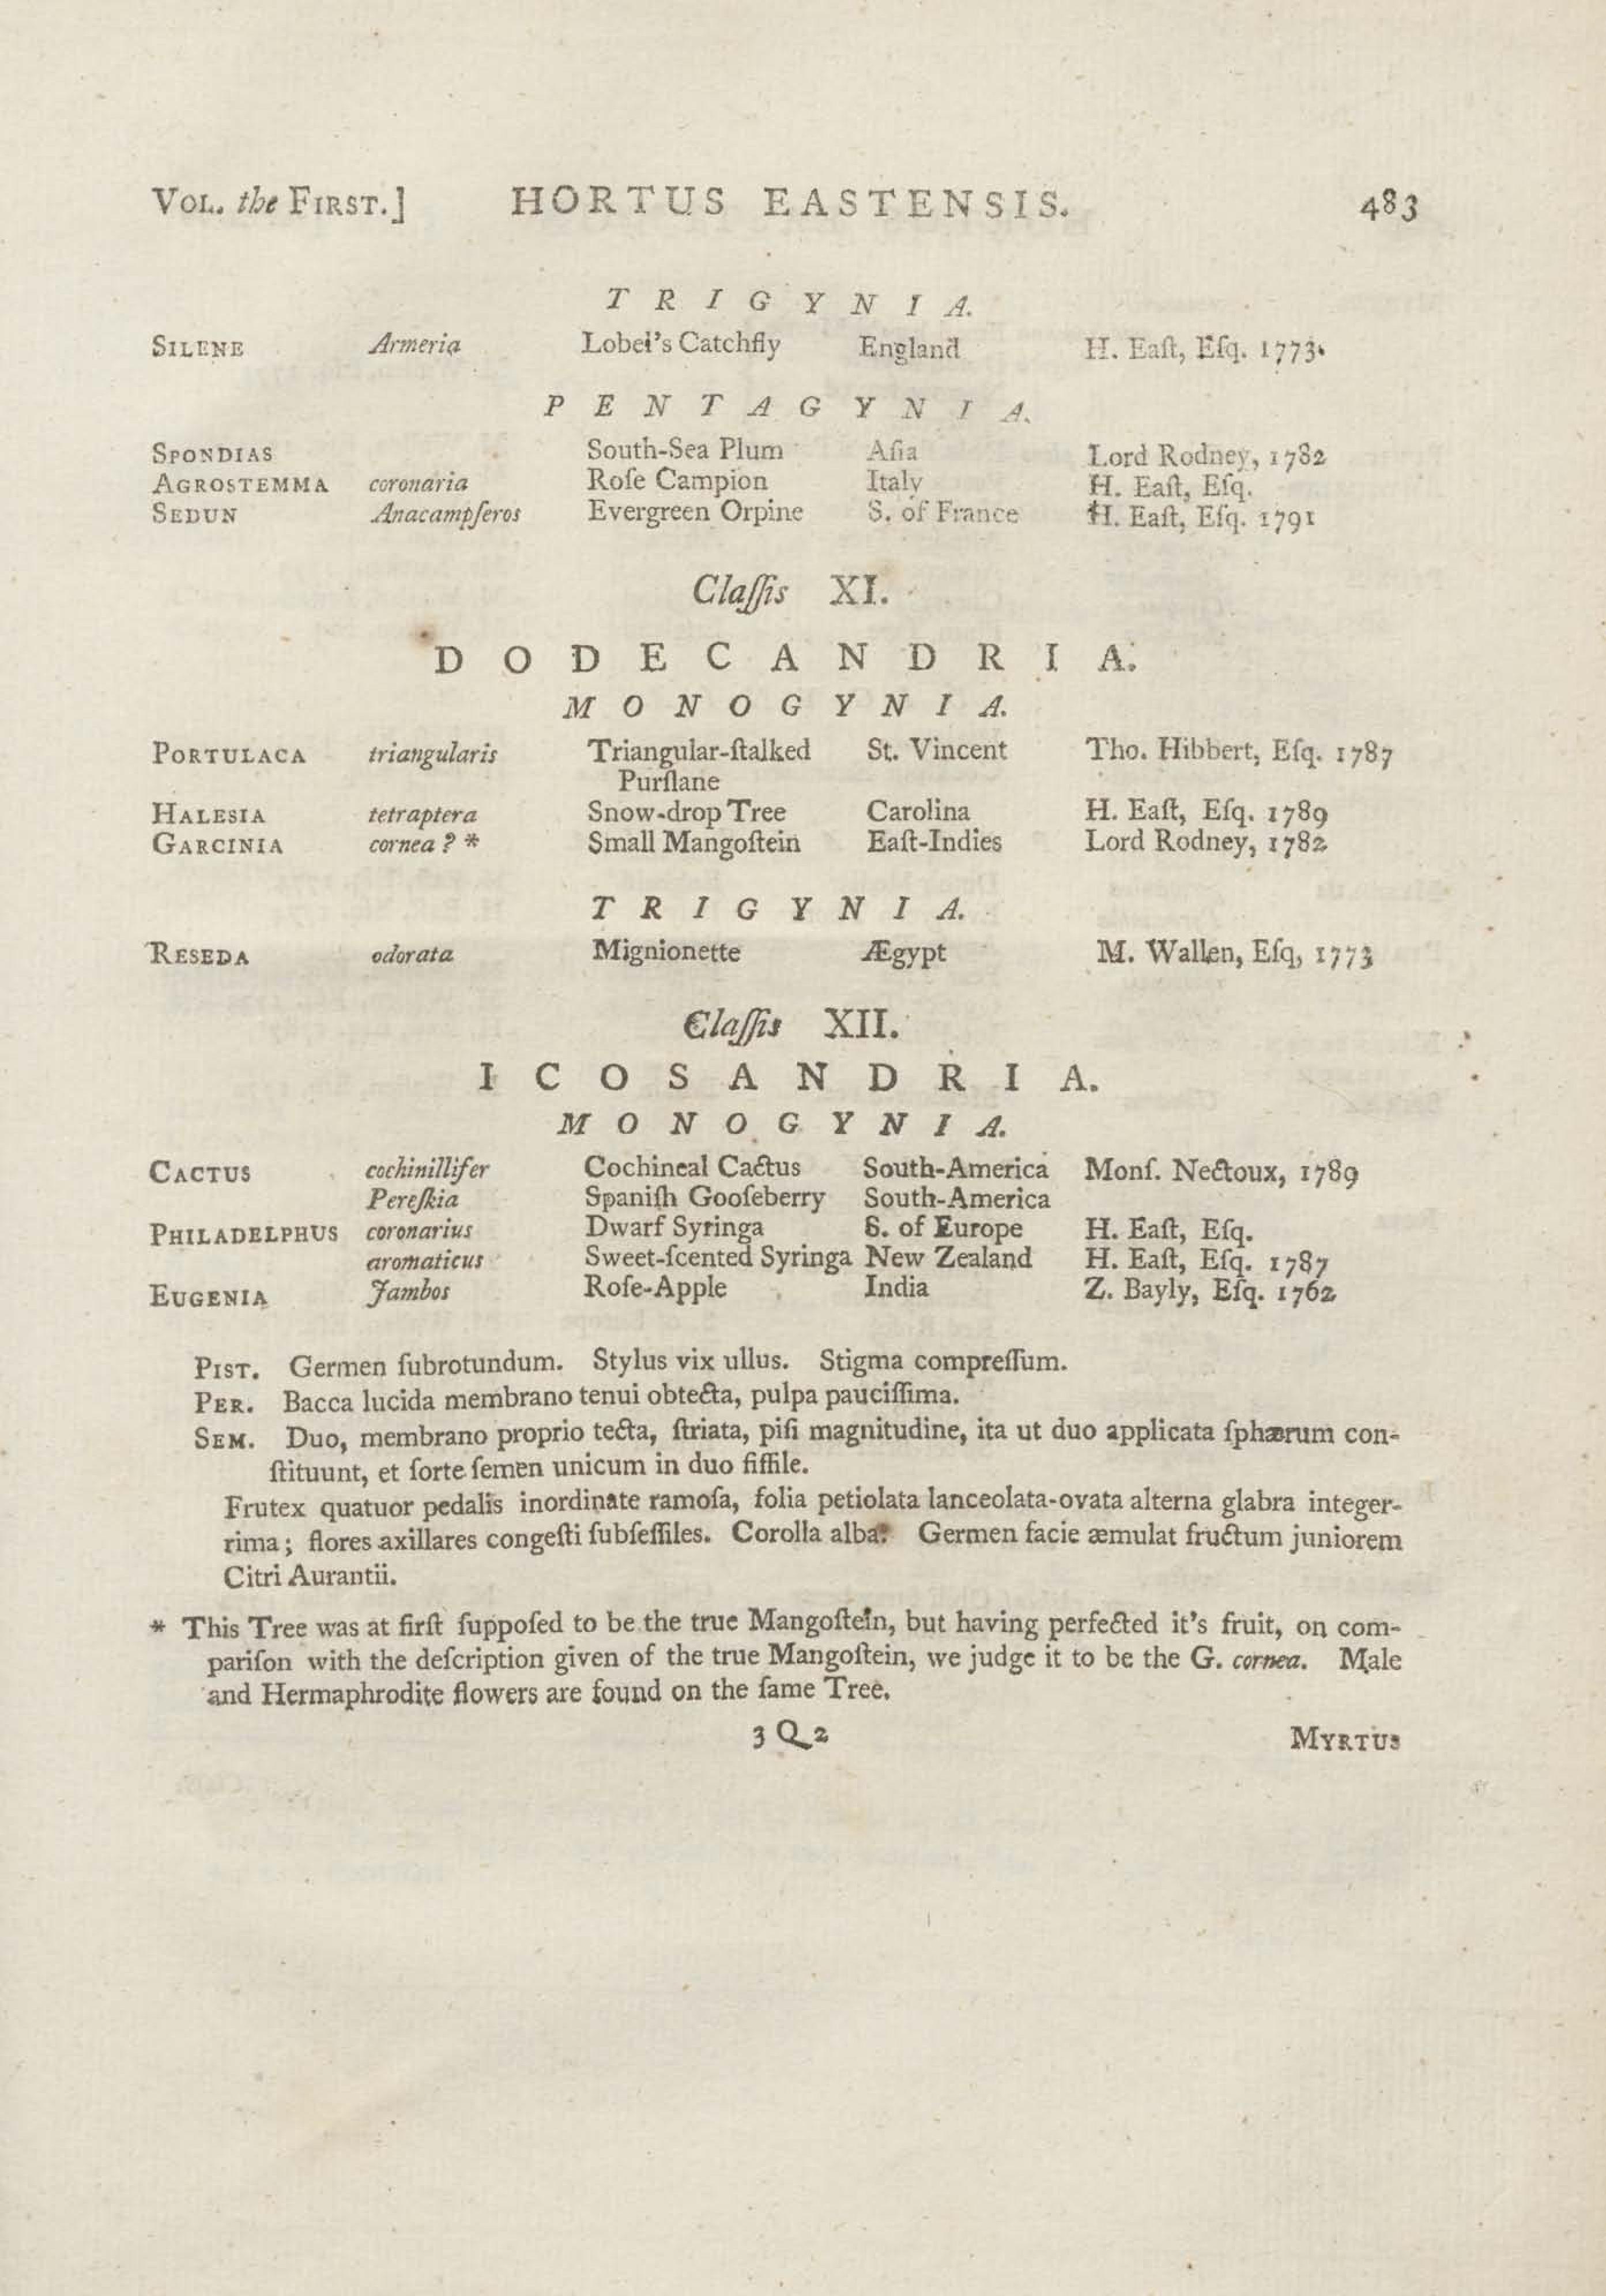 VOL. the FIRST.] HORTUS EASTENSIS. 483
TRIGYNIA.
SILENE Armeria Lobel's Catchfly England H. Eaſt, Eſq. 1773.
PENTAGYNIA.
SPONDIAS South-Sea Plum Aſia Lord Rodney, 1782
AGROSTEMMA coronaria Roſe Campion Italy H. Eaſt, Eſq.
SEDUN Anacampſeros Evergreen Orpine S. of France H. Eaſt, Eſq. 1791
Claſſis XI.
DODECANDRIA.
MONOGYNIA.
PORTULACA triangularis Triangular-ſtalked St. Vincent Tho. Hibbert, Eſq. 1787
Purſlane
HALESIA tetraptera Snow-drop Tree Carolina H. Eaſt, Eſq. 1789
GARCINIA cornea ? * Small Mangoſtein Eaſt-Indies Lord Rodney, 1782
TRIGYNIA.
RESEDA odorata Mignionette Ægypt M. Wallen, Eſq, 1773
Claſſis XII.
ICOSANDRIA.
MONOGYNIA.
CACTUS cochinillifer Cochineal Cactus South-America Monſ. Nectoux, 1789
Pereſkia Spaniſh Gooſeberry South-America
PHILADELPHUS coronarius Dwarf Syringa S. of Europe H. Eaſt, Eſq.
aromaticus Sweet-ſcented Syringa New Zealand H. Eaſt, Eſq. 1787
EUGENIA Jambos Roſe-Apple India Z. Bayly, Eſq. 1762
PIST. Germen ſubrotundum. Stylus vix ullus. Stigma compreſſum.
PER. Bacca lucida membrano tenui obtecta, pulpa pauciſſima.
SEM. Duo, membrano proprio tecta, ſtriata, piſi magnitudine, ita ut duo applicata ſphærum con-
ſtituunt, et ſorte ſemen unicum in duo fiſſile.
Frutex quatuor pedalis inordinate ramoſa, folia petiolata lanceolata-ovata alterna glabra integer-
rima; flores axillares congeſti ſubſeſſiles. Corolla alba? Germen facie æmulat fructum juniorem
Citri Aurantii.
* This Tree was at firſt ſuppoſed to be the true Mangoſtein, but having perfected it's fruit, on com-
pariſon with the deſcription given of the true Mangoſtein, we judge it to be the G. cornea. Male
and Hermaphrodite flowers are found on the ſame Tree.
3 Q 2 MYRTUS